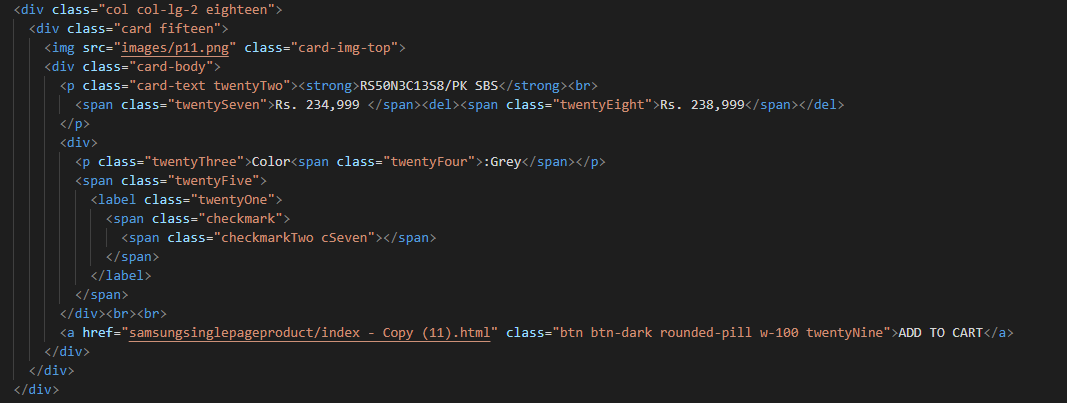 <div class="col col-lg-2 eighteen">
<div class="card fifteen">
<img src="images/p11.png" class="card-img-top">
<div class="card-body">
<p class="card-text twentyTwo"><strong>RS50N3C13S8/PK SBS</strong><br>
<span class="twentySeven">Rs. 234,999 </span><del><span class="twentyEight">Rs. 238,999</span></del>
</p>
<div>
<p class="twentyThree">Color<span class="twentyFour">:Grey</span></p>
<span class="twentyFive">
<label class="twentyOne">
<span class="checkmark">
<span class="checkmarkTwo cSeven"></span>
</span>
</label>
</span>
</div><br><br>
<a href="samsungsinglepageproduct/index - Copy (11).html" class="btn btn-dark rounded-pill w-100 twentyNine">ADD TO CART</a>
</div>
</div>
</div>